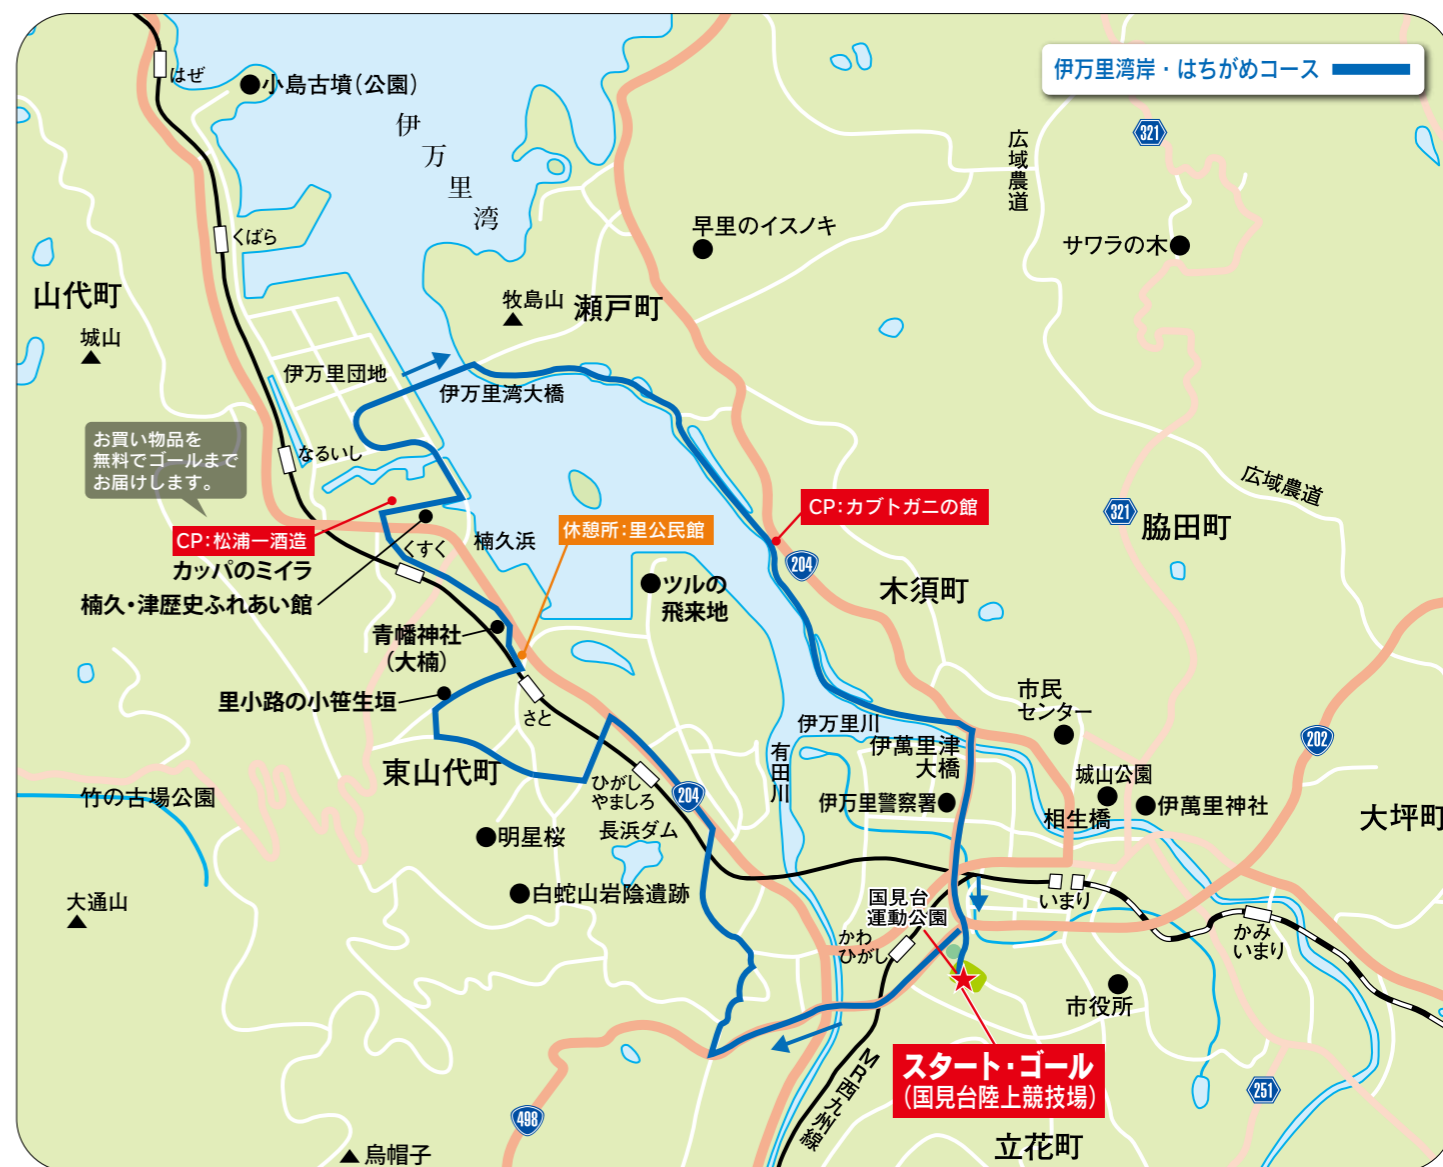 伊万里湾岸・はちがめコース
はぜ
小島古墳(公園)
伊万里湾
広域農道
321
早里のイスノキ
サワラの木
くばら
山代町
城山
牧島山
瀬戸町
伊万里団地
伊万里湾大橋
お買い物品を
無料でゴールまで
お届けします。
なるいし
広域農道
CP:カブトガニの館
321
脇田町
CP:松浦一酒造
カッパのミイラ
くすく
楠久浜
休憩所:里公民館
204
木須町
楠久・津歴史ふれあい館
ツルの
飛来地
青幡神社
(大楠)
里小路の小笹生垣
さと
市民
センター
伊万里川
伊萬里津
大橋
有田川
202
東山代町
ひがし
やましろ
204
城山公園
竹の古場公園
伊万里警察署
相生橋
伊萬里神社
大坪町
明星桜
長浜ダム
大通山
白蛇山岩陰遺跡
国見台
運動公園
いまり
かわ
ひがし
かみ
いまり
市役所
スタート・ゴール
(国見台陸上競技場)
MR西九州線
251
498
立花町
烏帽子